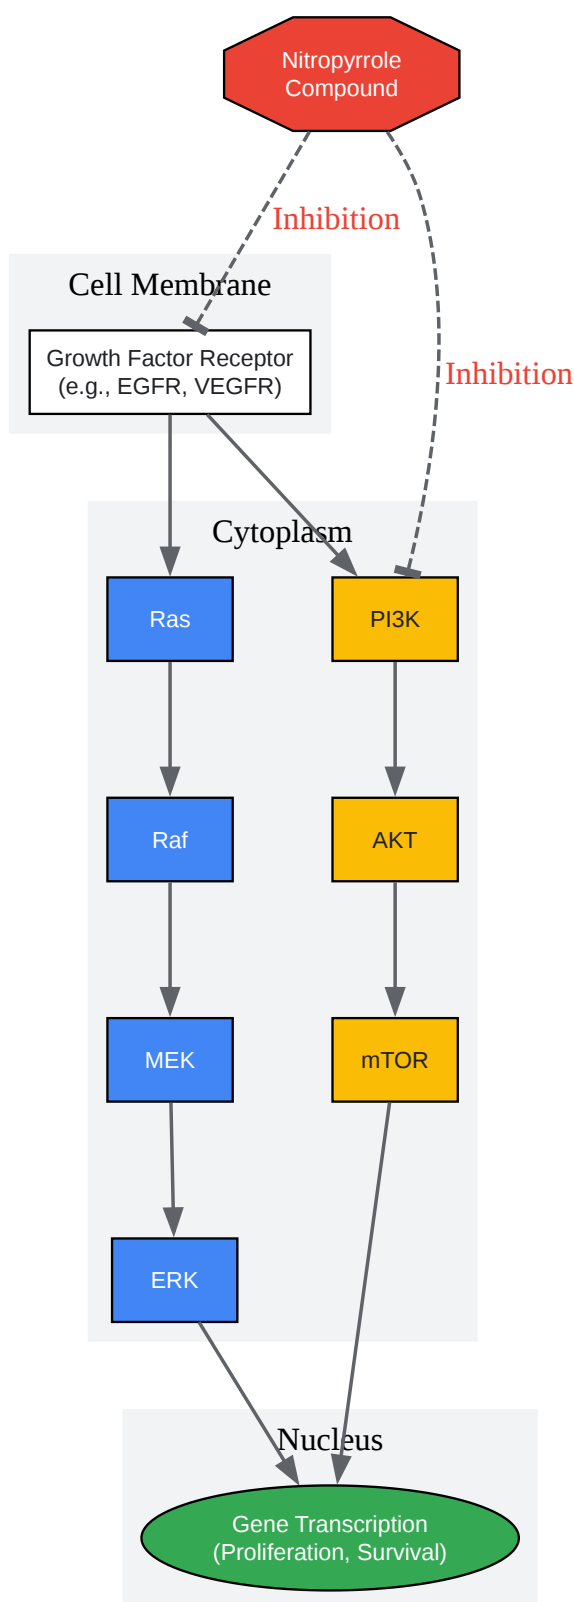 Nitropyrrole
Compound
Inhibition
Cell Membrane
Growth Factor Receptor
(e.g., EGFR, VEGFR)
Inhibition
Cytoplasm
Ras
PI3K
Raf
AKT
MEK
mTOR
ERK
Nucleus
Gene Transcription
(Proliferation, Survival)